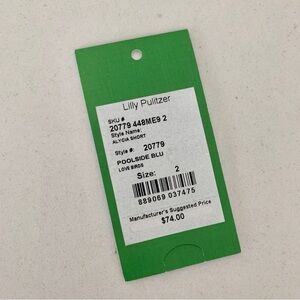 Lilly Pulitzer
SKU #
20779 448ME9 2
Style Name:
ALYGIA SHORT
Style #: 20779
POOLSIDE BLU
LOVE BIRDS
Size: 2
889069 037475
Manufacturer's Suggested Price
$74.00